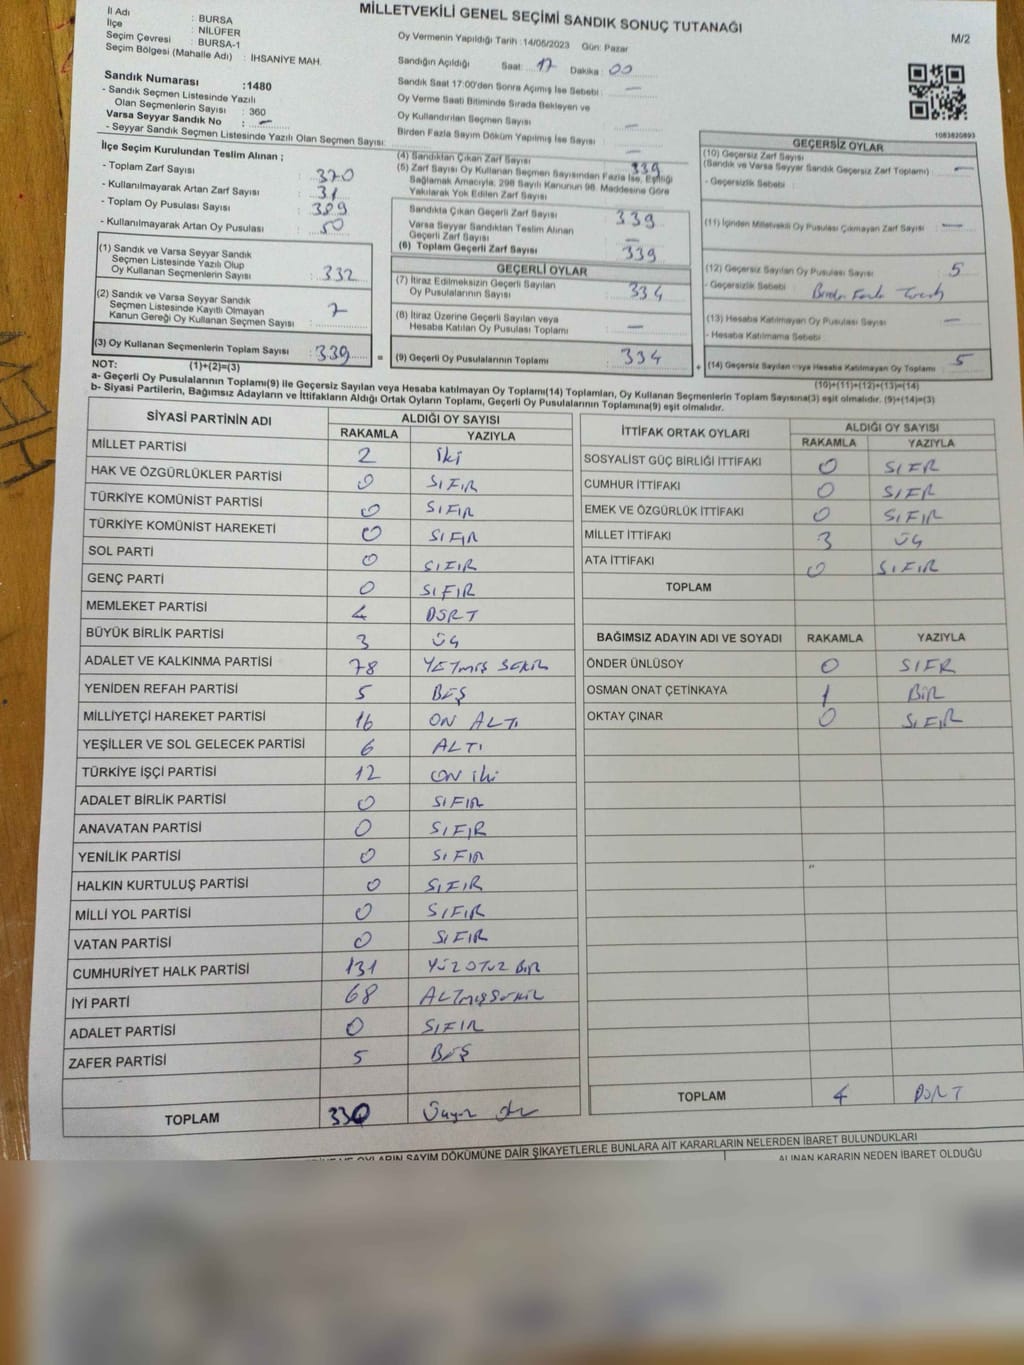 MİLLETVEKİLİ GENEL SEÇİMİ SANDIK SONUÇ TUTANAĞI
M/2
İl Adı : BURSA
İlçe : NİLÜFER
Seçim Çevresi : BURSA-1
Seçim Bölgesi (Mahalle Adı) : İHSANİYE MAH.
Sandık Numarası :1480
- Sandık Seçmen Listesinde Yazılı
Olan Seçmenlerin Sayısı : 360
Varsa Seyyar Sandık No : —
- Seyyar Sandık Seçmen Listesinde Yazılı Olan Seçmen Sayısı:
Oy Vermenin Yapıldığı Tarih :14/05/2023 Gün: Pazar
Sandığın Açıldığı Saat: 17 Dakika : 00
Sandık Saat 17:00'den Sonra Açımış İse Sebebi : —
Oy Verme Saati Bitiminde Sırada Bekleyen ve
Oy Kullandırılan Seçmen Sayısı : —
Birden Fazla Sayım Döküm Yapılmış İse Sayısı : —
1083820893
İlçe Seçim Kurulundan Teslim Alınan ;
- Toplam Zarf Sayısı : 370
- Kullanılmayarak Artan Zarf Sayısı : 31
- Toplam Oy Pusulası Sayısı : 389
- Kullanılmayarak Artan Oy Pusulası : 50
(1) Sandık ve Varsa Seyyar Sandık
Seçmen Listesinde Yazılı Olup
Oy Kullanan Seçmenlerin Sayısı : 332
(2) Sandık ve Varsa Seyyar Sandık
Seçmen Listesinde Kayıtlı Olmayan
Kanun Gereği Oy Kullanan Seçmen Sayısı : 7
(3) Oy Kullanan Seçmenlerin Toplam Sayısı : 339 =
(1)+(2)=(3)
(4) Sandıktan Çıkan Zarf Sayısı : 339
(5) Zarf Sayısı Oy Kullanan Seçmen Sayısından Fazla İse, Eşitliği
Sağlamak Amacıyla, 298 Sayılı Kanunun 98. Maddesine Göre
Yakılarak Yok Edilen Zarf Sayısı
Sandıkta Çıkan Geçerli Zarf Sayısı : 339
Varsa Seyyar Sandıktan Teslim Alınan
Geçerli Zarf Sayısı : —
(6) Toplam Geçerli Zarf Sayısı : 339
GEÇERLİ OYLAR
(7) İtiraz Edilmeksizin Geçerli Sayılan
Oy Pusulalarının Sayısı : 334
(8) İtiraz Üzerine Geçerli Sayılan veya
Hesaba Katılan Oy Pusulası Toplamı : —
(9) Geçerli Oy Pusulalarının Toplamı : 334 +
GEÇERSİZ OYLAR
(10) Geçersiz Zarf Sayısı
(Sandık ve Varsa Seyyar Sandık Geçersiz Zarf Toplamı) : —
- Geçersizlik Sebebi :
(11) İçinden Milletvekili Oy Pusulası Çıkmayan Zarf Sayısı : —
(12) Geçersiz Sayılan Oy Pusulası Sayısı : 5
- Geçersizlik Sebebi : Birden Fazla
(13) Hesaba Katılmayan Oy Pusulası Sayısı : —
- Hesaba Katılmama Sebebi :
(14) Geçersiz Sayılan veya Hesaba Katılmayan Oy Toplamı : 5
(10)+(11)+(12)+(13)=(14)
NOT:
a- Geçerli Oy Pusulalarının Toplamı(9) ile Geçersiz Sayılan veya Hesaba katılmayan Oy Toplamı(14) Toplamları, Oy Kullanan Seçmenlerin Toplam Sayısına(3) eşit olmalıdır. (9)+(14)=(3)
b- Siyasi Partilerin, Bağımsız Adayların ve İttifakların Aldığı Ortak Oyların Toplamı, Geçerli Oy Pusulalarının Toplamına(9) eşit olmalıdır.
SİYASİ PARTİNİN ADI ALDIĞI OY SAYISI
RAKAMLA YAZIYLA
MİLLET PARTİSİ 2 İki
HAK VE ÖZGÜRLÜKLER PARTİSİ 0 SIFIR
TÜRKİYE KOMÜNİST PARTİSİ 0 SIFIR
TÜRKİYE KOMÜNİST HAREKETİ 0 SIFIR
SOL PARTİ 0 SIFIR
GENÇ PARTİ 0 SIFIR
MEMLEKET PARTİSİ 4 DÖRT
BÜYÜK BİRLİK PARTİSİ 3 ÜÇ
ADALET VE KALKINMA PARTİSİ 78 YETMİŞ SEKİZ
YENİDEN REFAH PARTİSİ 5 BEŞ
MİLLİYETÇİ HAREKET PARTİSİ 16 ON ALTI
YEŞİLLER VE SOL GELECEK PARTİSİ 6 ALTI
TÜRKİYE İŞÇİ PARTİSİ 12 ON iki
ADALET BİRLİK PARTİSİ 0 SIFIR
ANAVATAN PARTİSİ 0 SIFIR
YENİLİK PARTİSİ 0 SIFIR
HALKIN KURTULUŞ PARTİSİ 0 SIFIR
MİLLİ YOL PARTİSİ 0 SIFIR
VATAN PARTİSİ 0 SIFIR
CUMHURİYET HALK PARTİSİ 131 YÜZ OTUZ BİR
İYİ PARTİ 68 ALTMIŞSEKİZ
ADALET PARTİSİ 0 SIFIR
ZAFER PARTİSİ 5 BEŞ
TOPLAM 330
İTTİFAK ORTAK OYLARI ALDIĞI OY SAYISI
RAKAMLA YAZIYLA
SOSYALİST GÜÇ BİRLİĞİ İTTİFAKI 0 SIFIR
CUMHUR İTTİFAKI 0 SIFIR
EMEK VE ÖZGÜRLÜK İTTİFAKI 0 SIFIR
MİLLET İTTİFAKI 3 ÜÇ
ATA İTTİFAKI 0 SIFIR
TOPLAM
BAĞIMSIZ ADAYIN ADI VE SOYADI RAKAMLA YAZIYLA
ÖNDER ÜNLÜSOY 0 SIFIR
OSMAN ONAT ÇETİNKAYA 1 BİR
OKTAY ÇINAR 0 SIFIR
TOPLAM 4 DÖRT
OYLARIN SAYIM DÖKÜMÜNE DAİR ŞİKAYETLERLE BUNLARA AİT KARARLARIN NELERDEN İBARET BULUNDUKLARI
ALINAN KARARIN NEDEN İBARET OLDUĞU